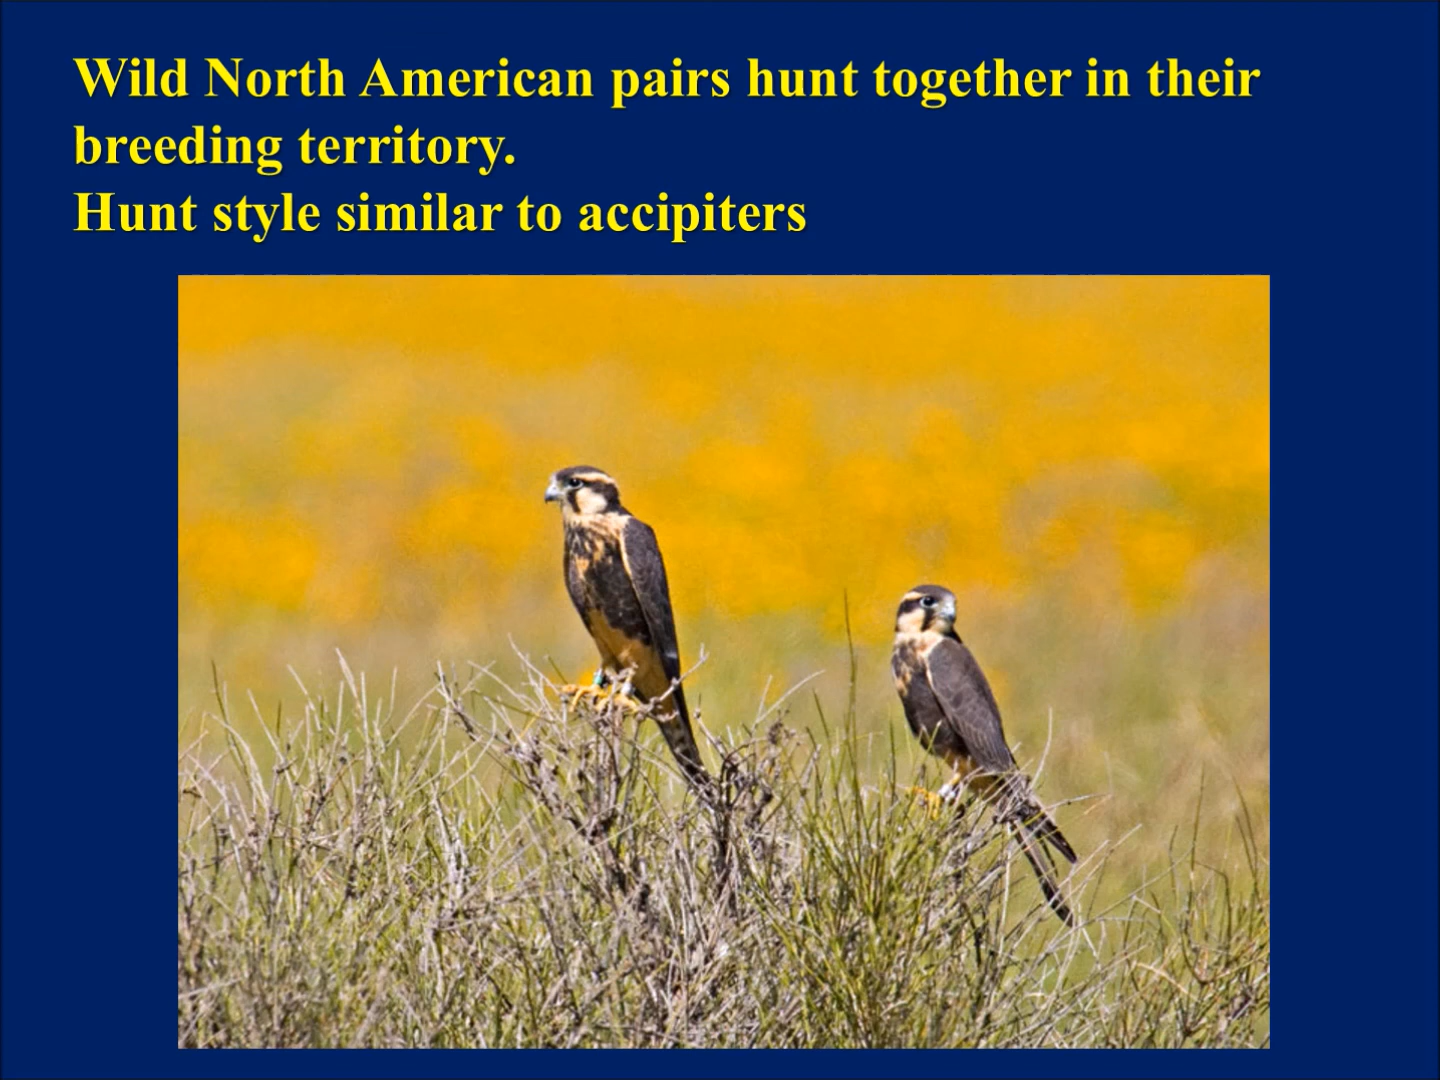 Wild North American pairs hunt together in their
breeding territory.
Hunt style similar to accipiters